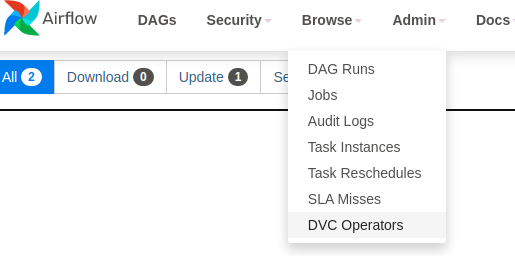 Airflow DAGs Security Browse Admin Docs
All 2 Download 0 Update 1 Se
DAG Runs
Jobs
Audit Logs
Task Instances
Task Reschedules
SLA Misses
DVC Operators